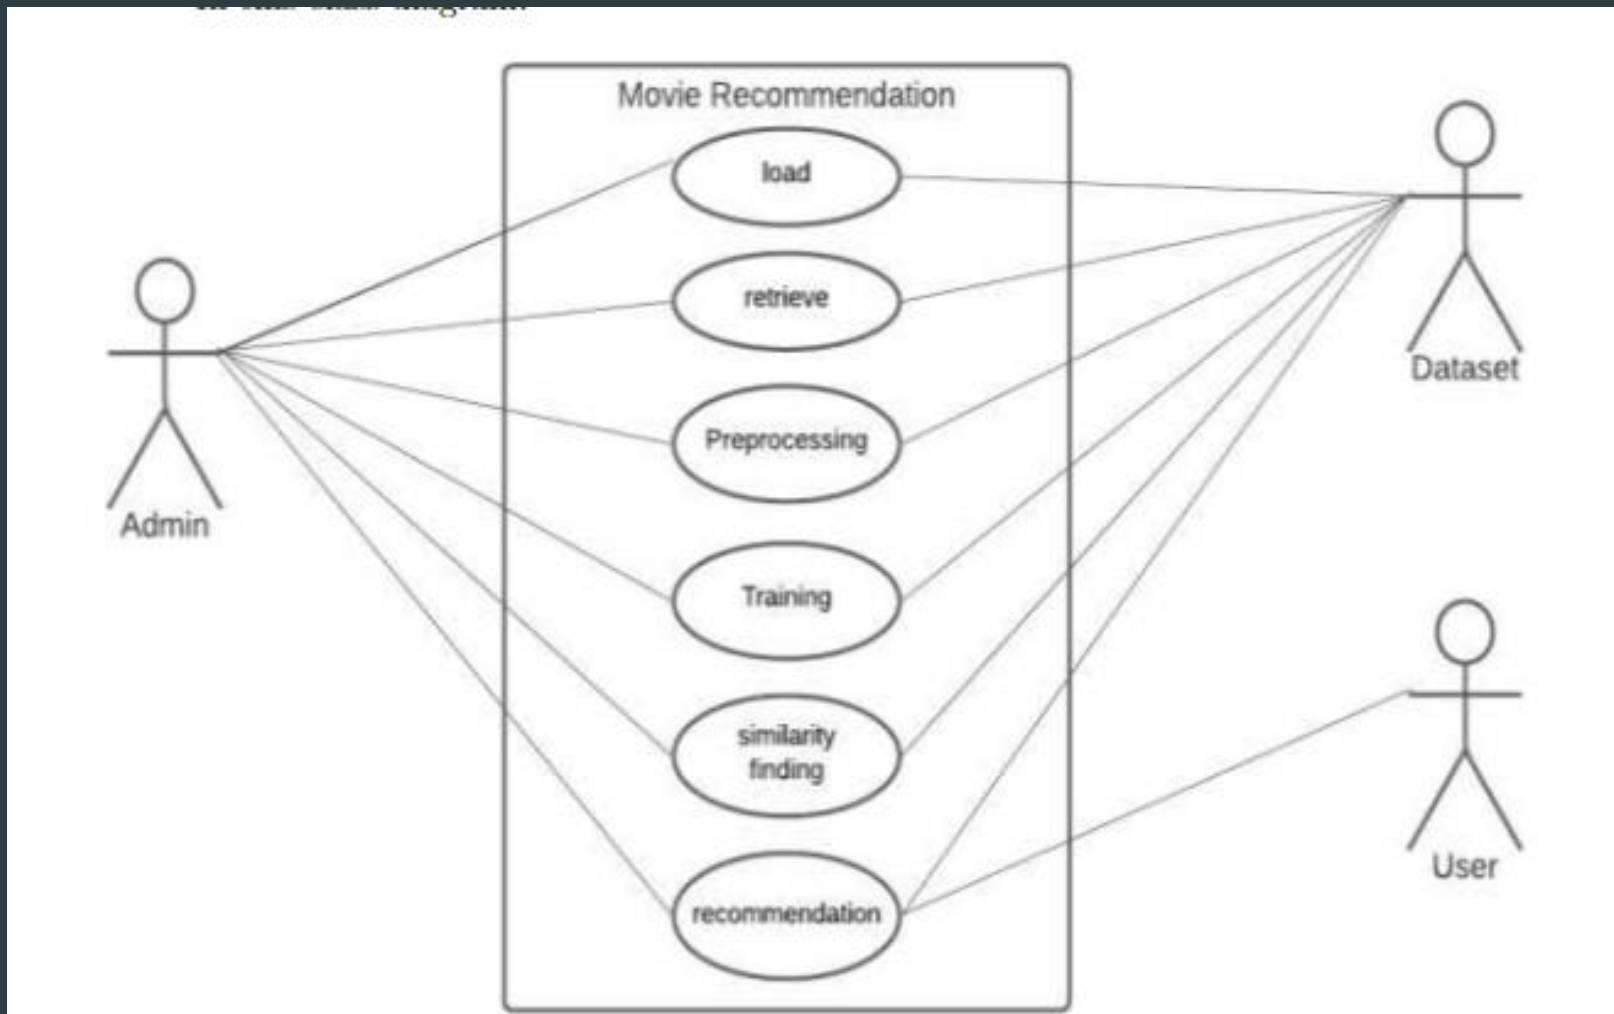 Movie Recommendation
load
retrieve
Preprocessing
Training
similarity
finding
recommendation
Admin
Dataset
User